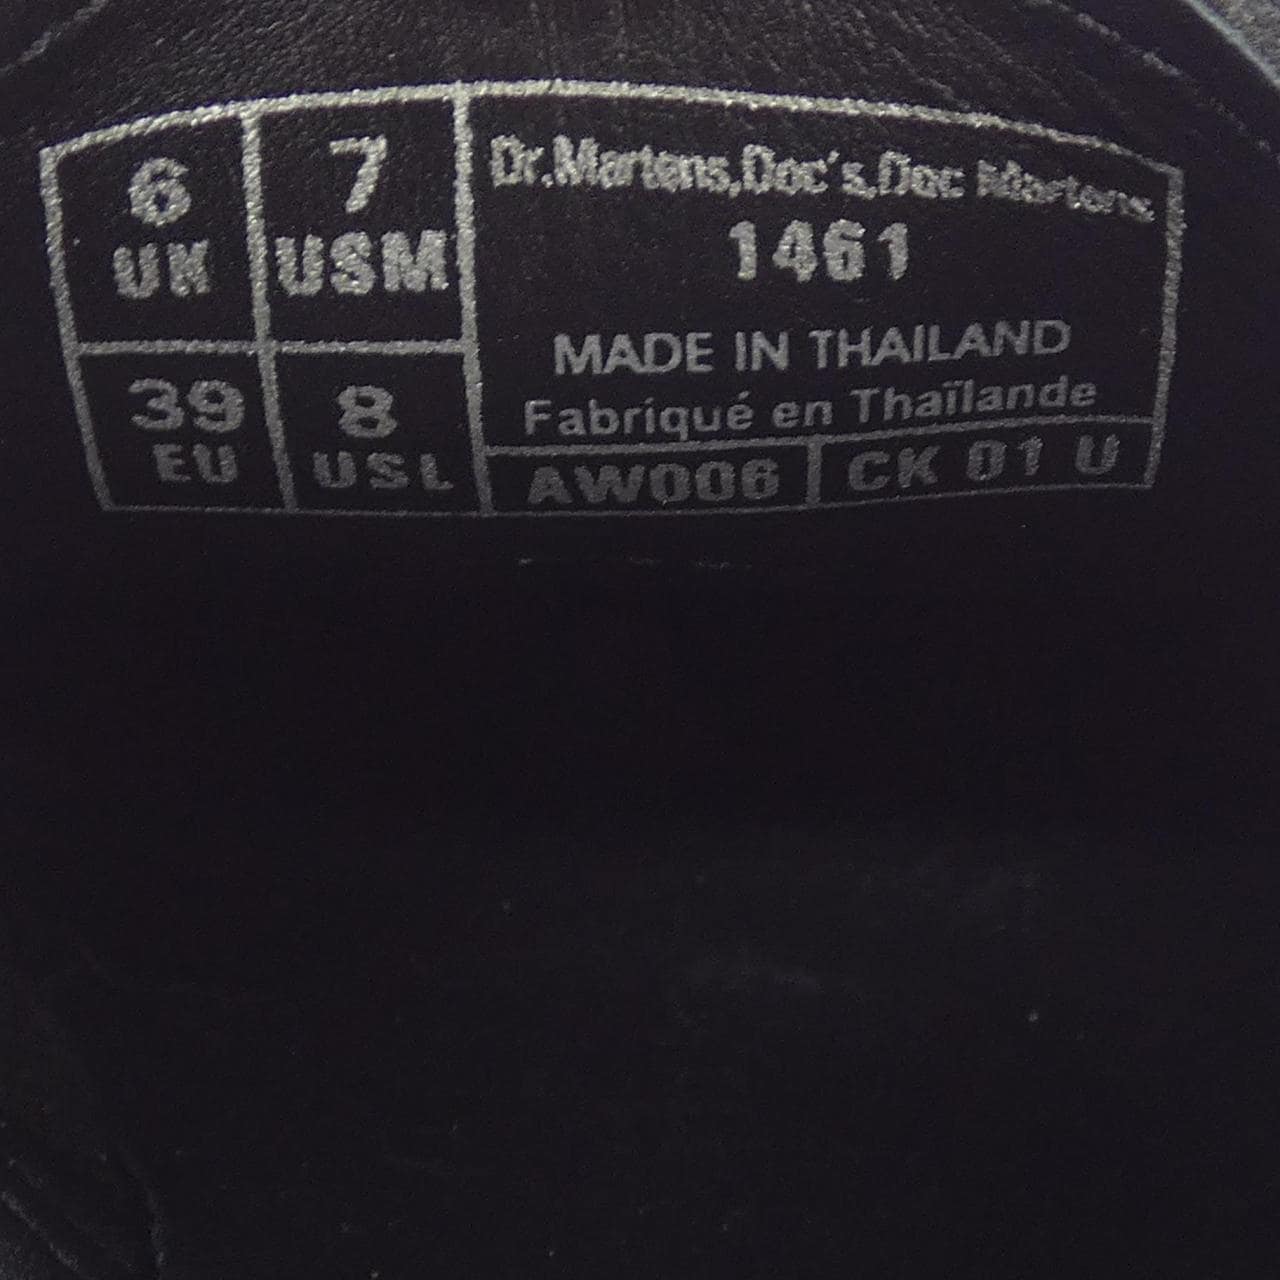 6
UK
7
USM
39
EU
8
USL
Dr.Martens,Doc's,Doc Martens
1461
MADE IN THAILAND
Fabriqué en Thaïlande
AW006
CK 01 U